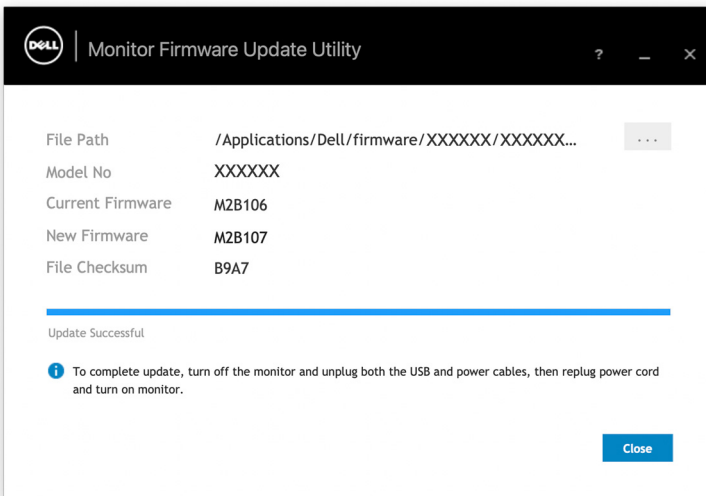 DELL Monitor Firmware Update Utility ? _ ×
File Path /Applications/Dell/firmware/XXXXXX/XXXXXX... ...
Model No XXXXXX
Current Firmware M2B106
New Firmware M2B107
File Checksum B9A7
Update Successful
i To complete update, turn off the monitor and unplug both the USB and power cables, then replug power cord
and turn on monitor.
Close